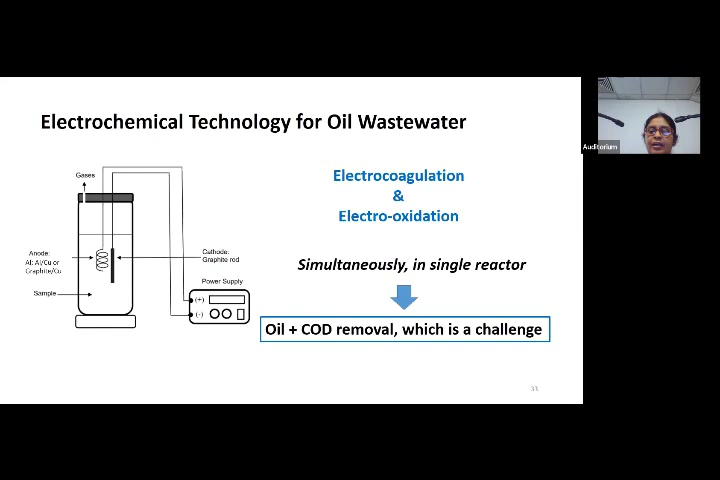 Electrochemical Technology for Oil Wastewater
Auditorium
Gases
Electrocoagulation
&
Electro-oxidation
Anode:
Al; Al/Cu or
Graphite/Cu
Cathode:
Graphite rod
Simultaneously, in single reactor
Power Supply
Sample
(+)
(-)
Oil + COD removal, which is a challenge
33